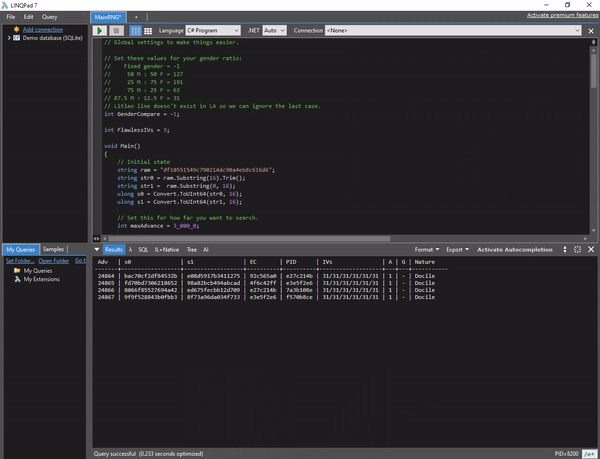 LINQPad 7
File Edit Query Help
MainRNG* +
Activate premium features
Add connection
Demo database (SQLite)
Language C# Program .NET Auto Connection <None>
// Global settings to make things easier.
// Set these values for your gender ratio:
// Fixed gender = -1
// 50 M : 50 F = 127
// 25 M : 75 F = 191
// 75 M : 25 F = 63
// 87.5 M : 12.5 F = 31
// Litleo line doesn't exist in LA so we can ignore the last case.
int GenderCompare = -1;
int FlawlessIVs = 3;
void Main()
{
// Initial state
string ram = "df10551549c790214dc90a4eb8c616d6";
string str0 = ram.Substring(16).Trim();
string str1 = ram.Substring(0, 16);
ulong s0 = Convert.ToUInt64(str0, 16);
ulong s1 = Convert.ToUInt64(str1, 16);
// Set this for how far you want to search.
int maxAdvance = 3_000_0;
My Queries Samples
Set Folder... Open Folder Go t
My Queries
My Extensions
Results λ SQL IL+Native Tree AI Format Export Activate Autocompletion
Adv | s0 | s1 | EC | PID | IVs | A | G | Nature
24864 | bac70cf2df84532b | e08d5917b3411275 | 92c565a0 | e27c214b | 31/31/31/31/31/31 | 1 | - | Docile
24865 | fd70bd7306218652 | 98a82bcb494abcad | 4f6c42ff | e3e5f2e6 | 31/31/31/31/31/31 | 1 | - | Docile
24866 | 8066f85527694a42 | ed675fecbb12d709 | e27c214b | 7a3b108e | 31/31/31/31/31/31 | 1 | - | Docile
24867 | 9f9f528843b0fbb3 | 8f73a96da034f733 | e3e5f2e6 | f570b8ce | 31/31/31/31/31/31 | 1 | - | Docile
Query successful (0.233 seconds optimized)
PID=8200 /o+